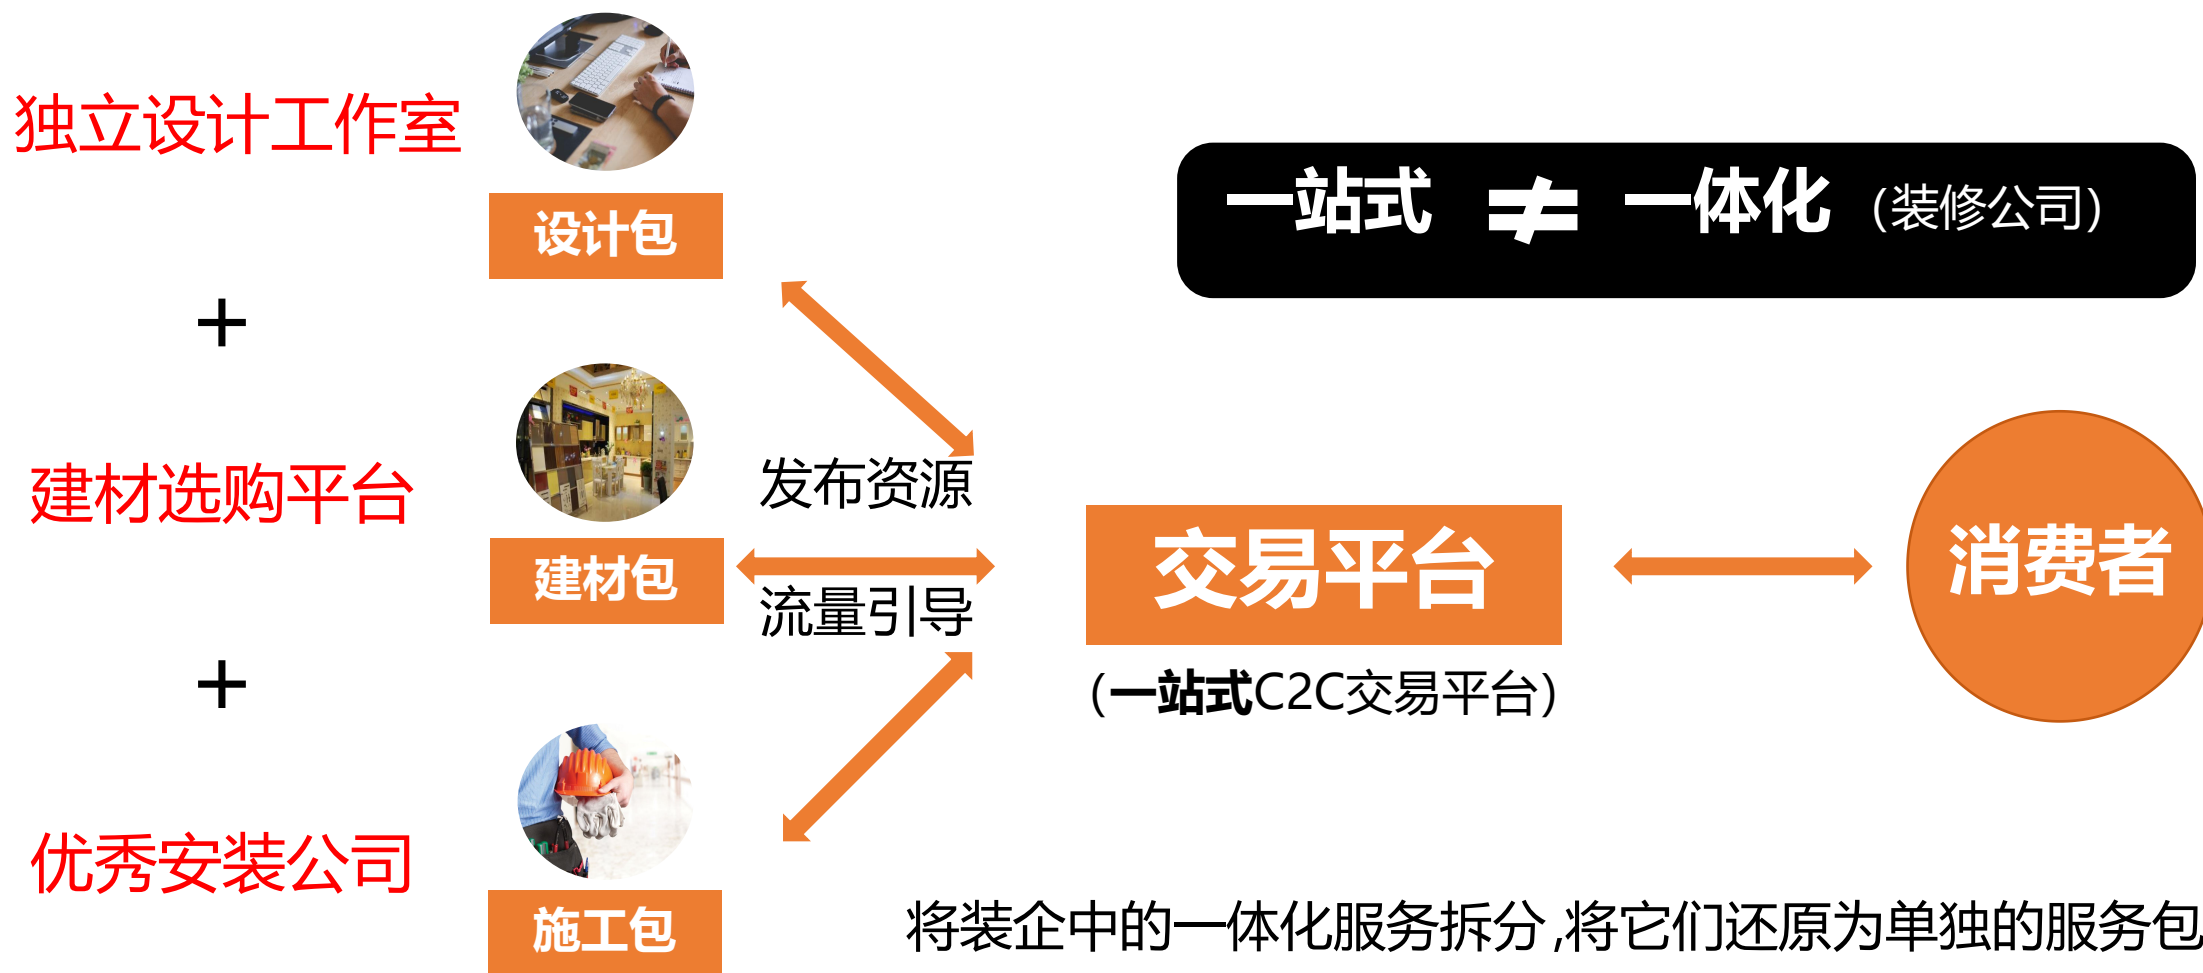 独立设计工作室
设计包
一站式 ≠ 一体化（装修公司）
+
建材选购平台
建材包
发布资源
流量引导
交易平台
（一站式C2C交易平台）
消费者
+
优秀安装公司
施工包
将装企中的一体化服务拆分,将它们还原为单独的服务包